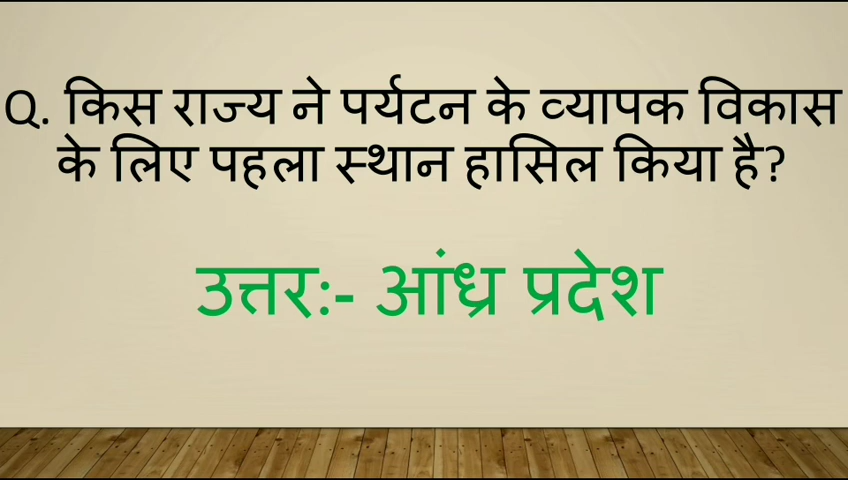 Q. किस राज्य ने पर्यटन के व्यापक विकास
के लिए पहला स्थान हासिल किया है?
उत्तर:- आंध्र प्रदेश